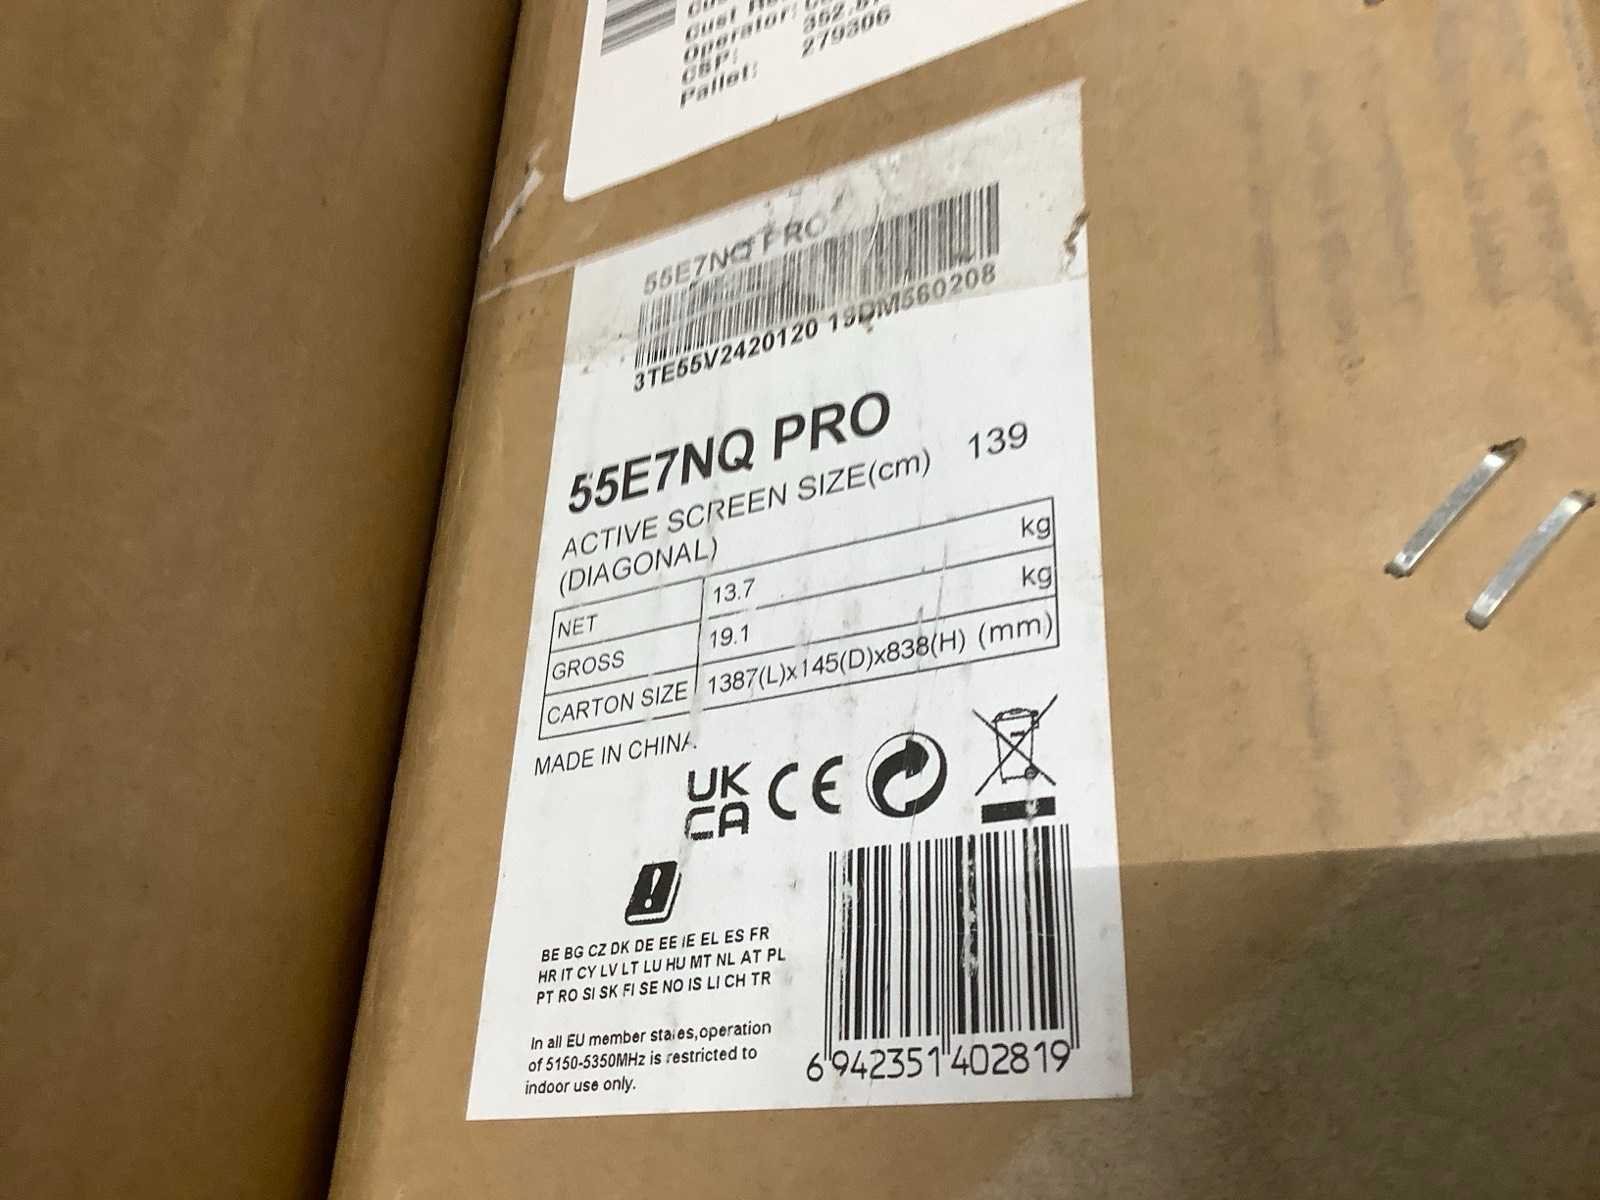 Operator:
CSP:
Pallet: 279306
55E7NQ PRO
3TE55V2420120 19DM560208
55E7NQ PRO
ACTIVE SCREEN SIZE(cm) 139
(DIAGONAL)
NET 13.7 kg
GROSS 19.1 kg
CARTON SIZE 1387(L)x145(D)x838(H) (mm)
MADE IN CHINA
UK
CA
CE
BE BG CZ DK DE EE IE EL ES FR
HR IT CY LV LT LU HU MT NL AT PL
PT RO SI SK FI SE NO IS LI CH TR
In all EU member states,operation
of 5150-5350MHz is restricted to
indoor use only.
6 942351 402819